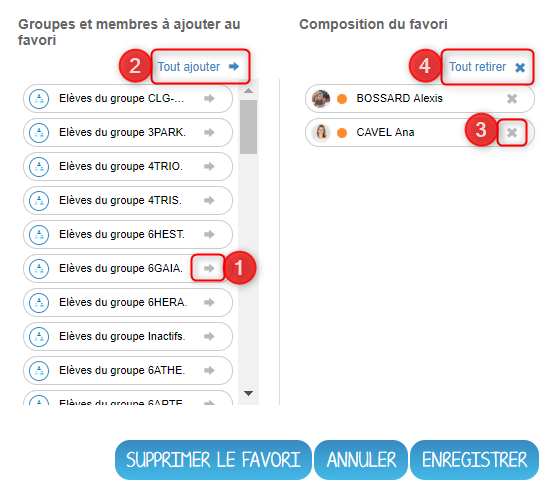 Groupes et membres à ajouter au
favori
2 Tout ajouter
Elèves du groupe CLG-...
Elèves du groupe 3PARK.
Elèves du groupe 4TRIO.
Elèves du groupe 4TRIS.
Elèves du groupe 6HEST.
Elèves du groupe 6GAIA. 1
Elèves du groupe 6HERA.
Elèves du groupe Inactifs.
Elèves du groupe 6ATHE.
Elèves du groupe 6ARTE.
Composition du favori
4 Tout retirer
BOSSARD Alexis
CAVEL Ana 3
SUPPRIMER LE FAVORI ANNULER ENREGISTRER